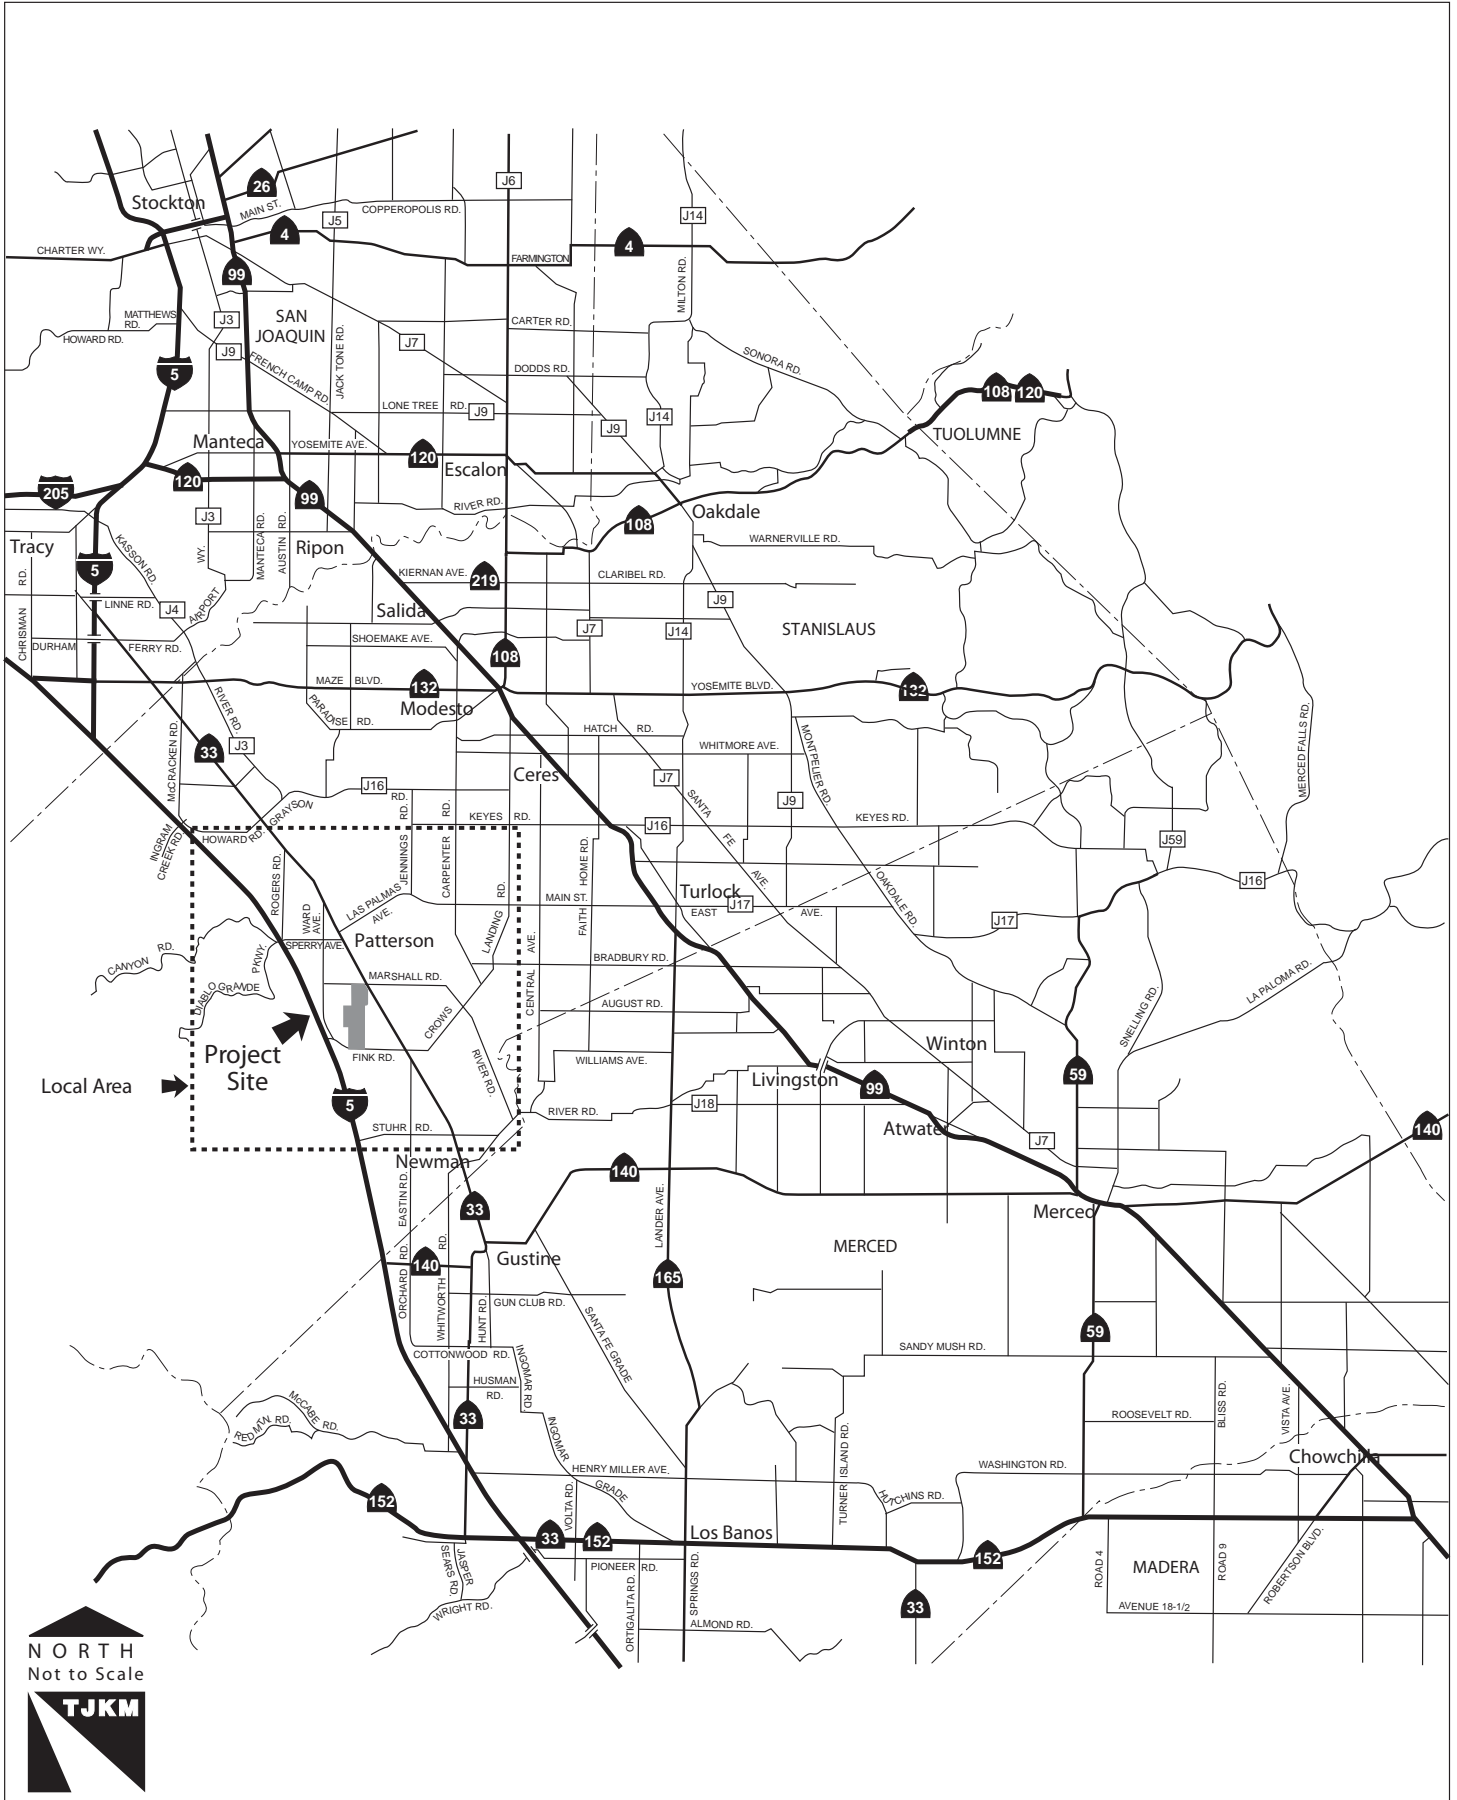 J6
26
Stockton
MAIN ST.
J5
COPPEROPOLIS RD.
J14
4
4
CHARTER WY.
FARMINGTON
99
MILTON RD.
MATTHEWS
RD.
HOWARD RD.
J3
SAN
JOAQUIN
CARTER RD.
J9
J7
JACK TONE RD.
FRENCH CAMP RD.
SONORA RD.
5
DODDS RD.
108
120
LONE TREE RD.
J9
J14
J9
TUOLUMNE
Manteca
YOSEMITE AVE.
120
Escalon
120
205
99
RIVER RD.
J3
108
Oakdale
Tracy
KASSON RD.
WY.
MANTECA RD.
AUSTIN RD.
Ripon
WARNERVILLE RD.
5
KIERNAN AVE.
219
CLARIBEL RD.
CHRISMAN RD.
LINNE RD.
J4
AIRPORT
Salida
J9
J7
J14
STANISLAUS
SHOEMAKE AVE.
DURHAM
FERRY RD.
108
MAZE BLVD.
132
YOSEMITE BLVD.
132
RIVER RD.
PARADISE RD.
Modesto
McCRACKEN RD.
HATCH RD.
MONTPELIER RD.
MERCED FALLS RD.
33
J3
WHITMORE AVE.
Ceres
J7
J16
RD.
SANTA FE AVE.
J9
GRAYSON
KEYES RD.
J16
KEYES RD.
INGRAM
CREEK RD.
HOWARD RD.
JENNINGS RD.
CARPENTER RD.
J59
ROGERS RD.
FAITH HOME RD.
OAKDALE RD.
J16
WARD
AVE.
LAS PALMAS
AVE.
MAIN ST.
Turlock
EAST
J17
AVE.
J17
SPERRY AVE.
Patterson
LANDING RD.
CANYON RD.
PKWY.
MARSHALL RD.
CENTRAL AVE.
BRADBURY RD.
LA PALOMA RD.
DIABLO GRANDE
AUGUST RD.
SNELLING RD.
CROWS
Project
Site
FINK RD.
RIVER RD.
WILLIAMS AVE.
Winton
Local Area
Livingston
99
59
5
RIVER RD.
J18
STUHR RD.
Atwater
J7
140
Newman
140
EASTIN RD.
33
LANDER AVE.
Merced
RD.
RD.
140
Gustine
MERCED
165
ORCHARD
WHITWORTH
HUNT RD.
GUN CLUB RD.
SANTA FE GRADE
59
COTTONWOOD RD.
SANDY MUSH RD.
HUSMAN
RD.
INGOMAR RD.
BLISS RD.
VISTA AVE.
McCABE RD.
RED MTN. RD.
33
ROOSEVELT RD.
INGOMAR
GRADE
TURNER ISLAND RD.
Chowchilla
HENRY MILLER AVE.
WASHINGTON RD.
152
VOLTA RD.
HUTCHINS RD.
33
152
Los Banos
152
JASPER
SEARS RD.
PIONEER RD.
ROAD 4
MADERA
ROAD 9
ROBERTSON BLVD.
WRIGHT RD.
ORTIGALITA RD.
SPRINGS RD.
33
AVENUE 18-1/2
ALMOND RD.
NORTH
Not to Scale
TJKM